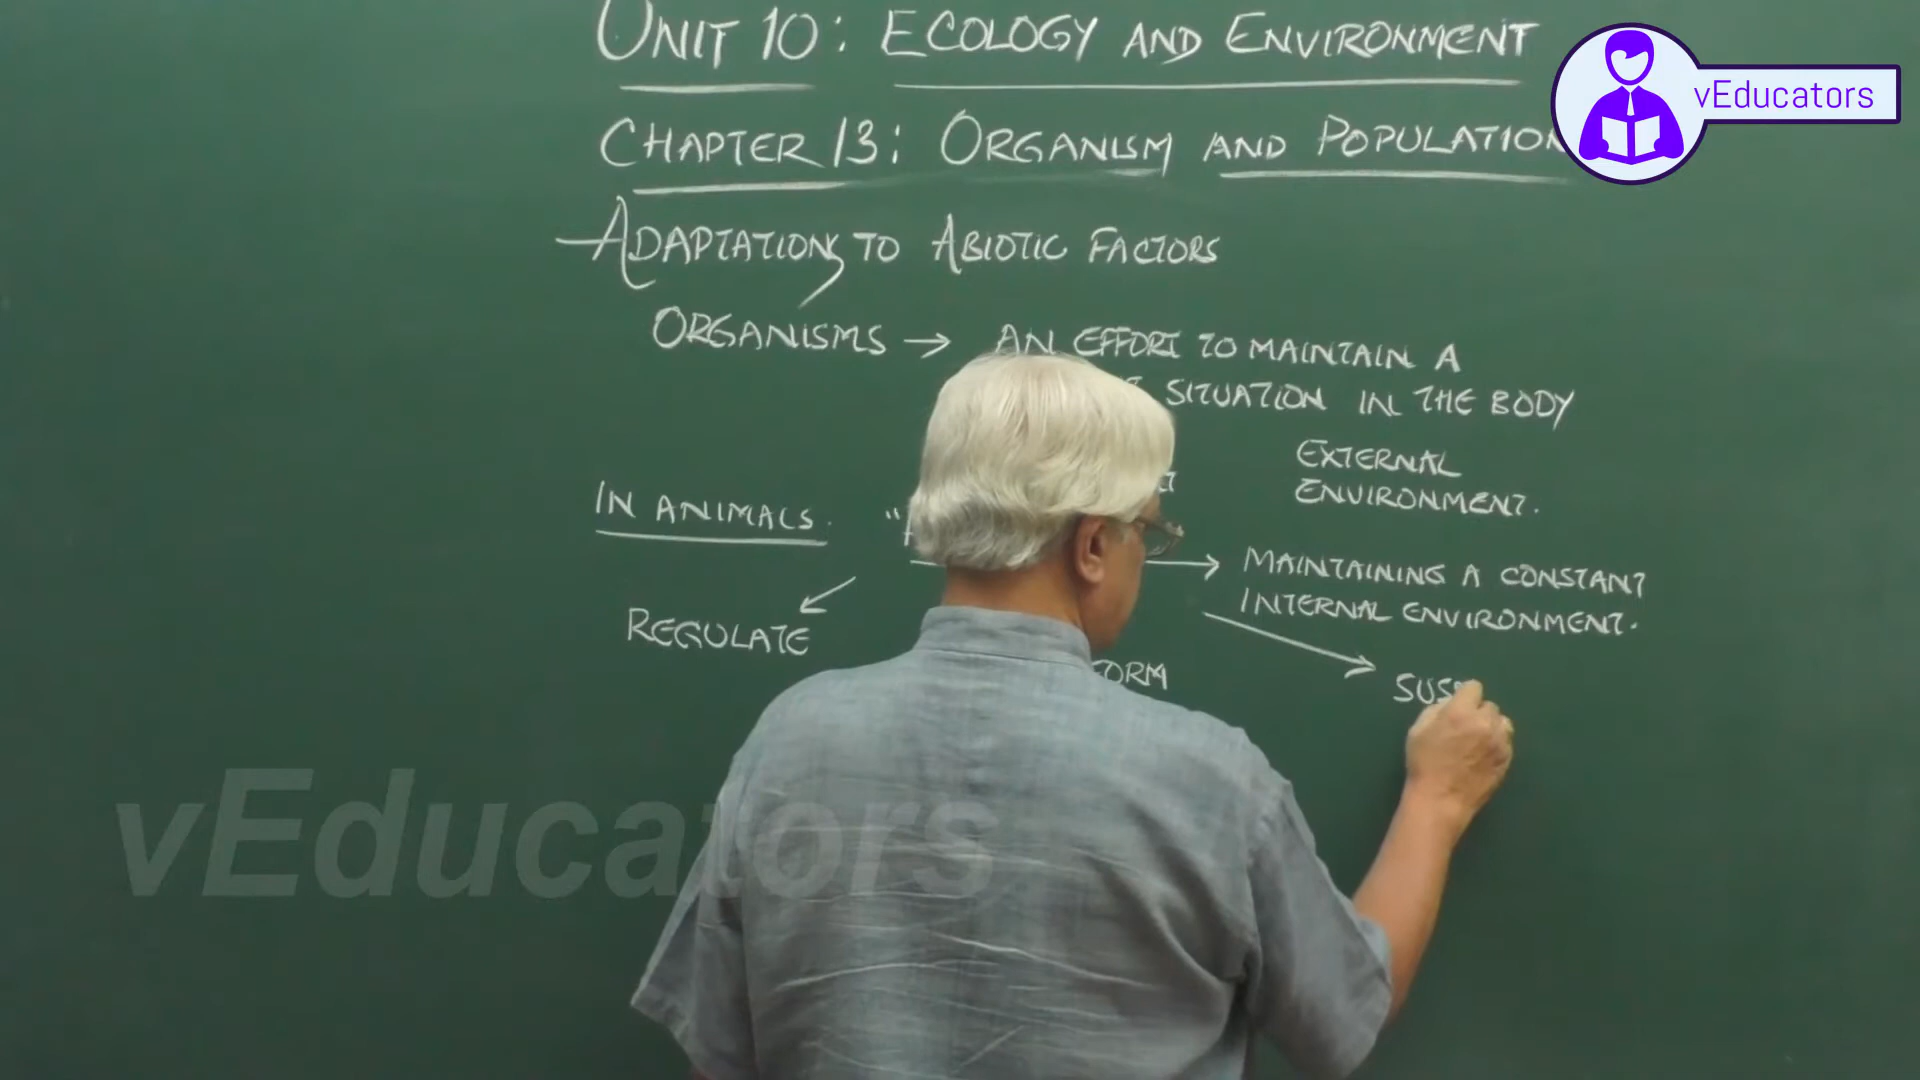 UNIT 10: ECOLOGY AND ENVIRONMENT
vEducators
CHAPTER 13: ORGANISM AND POPULATION
ADAPTATIONS TO ABIOTIC FACTORS
ORGANISMS → AN EFFORT TO MAINTAIN A
SITUATION IN THE BODY
EXTERNAL
ENVIRONMENT.
IN ANIMALS.
→ MAINTAINING A CONSTANT
INTERNAL ENVIRONMENT.
REGULATE
ORM
SUS
vEducators